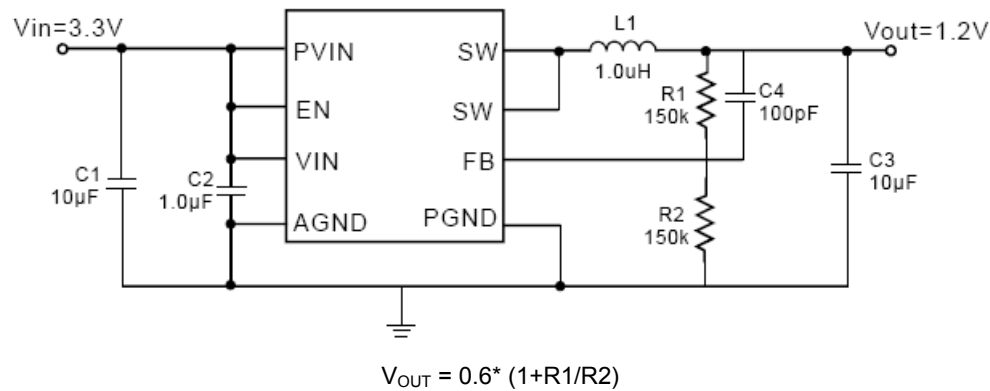 Vin=3.3V
L1
Vout=1.2V
PVIN
SW
1.0uH
EN
SW
R1
150k
C4
100pF
VIN
FB
C1
10µF
C2
1.0µF
C3
10µF
AGND
PGND
R2
150k
V_OUT = 0.6* (1+R1/R2)